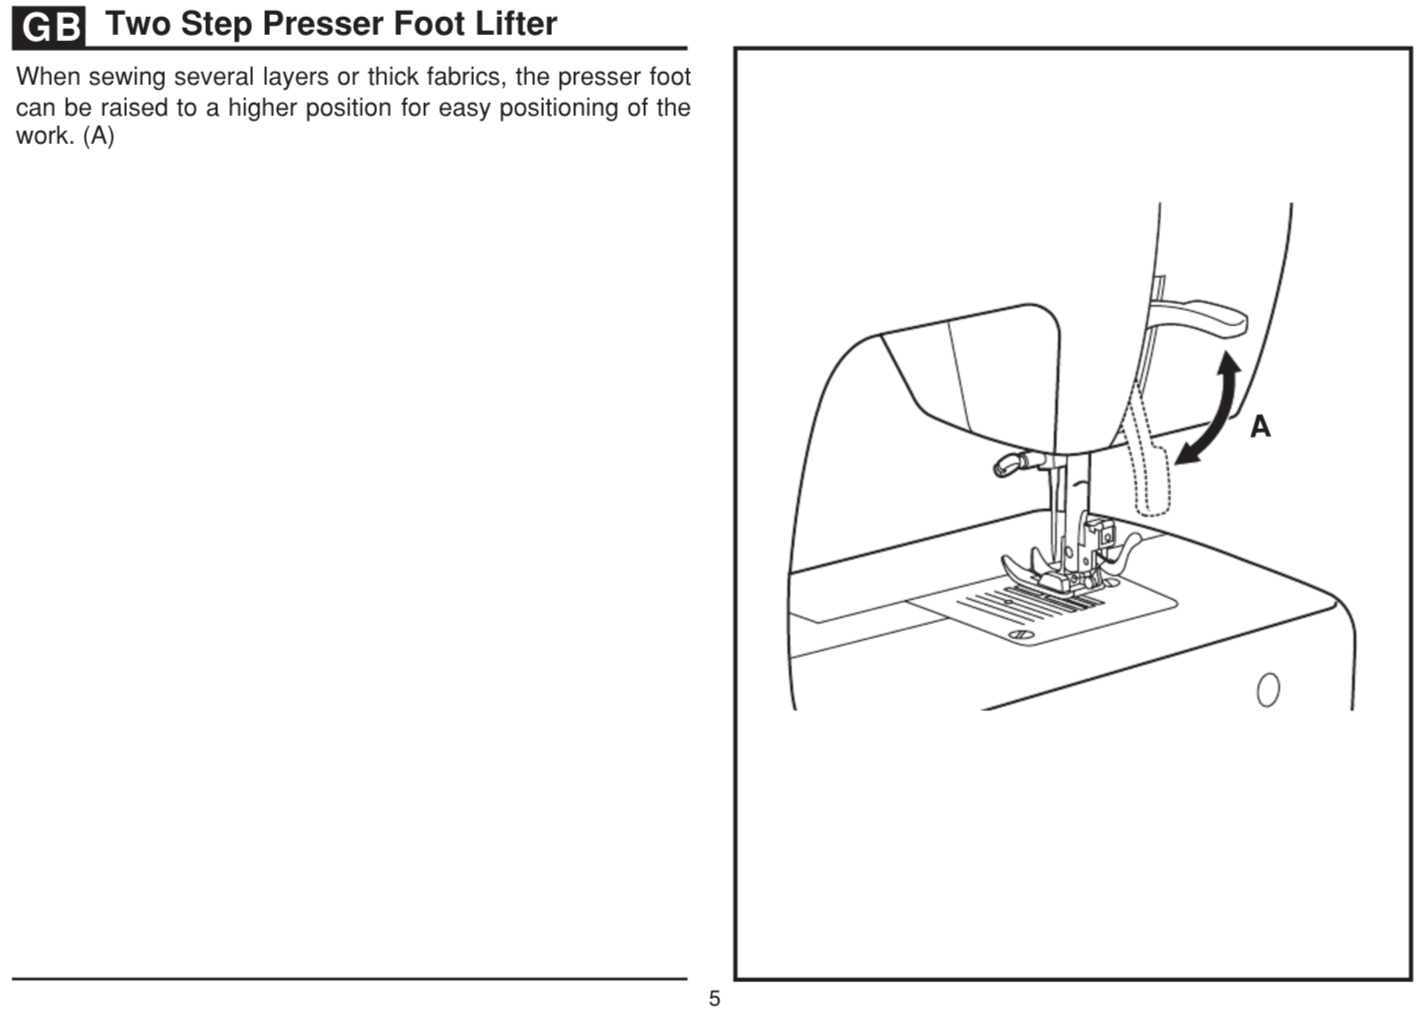 GB Two Step Presser Foot Lifter
When sewing several layers or thick fabrics, the presser foot
can be raised to a higher position for easy positioning of the
work. (A)
A
5